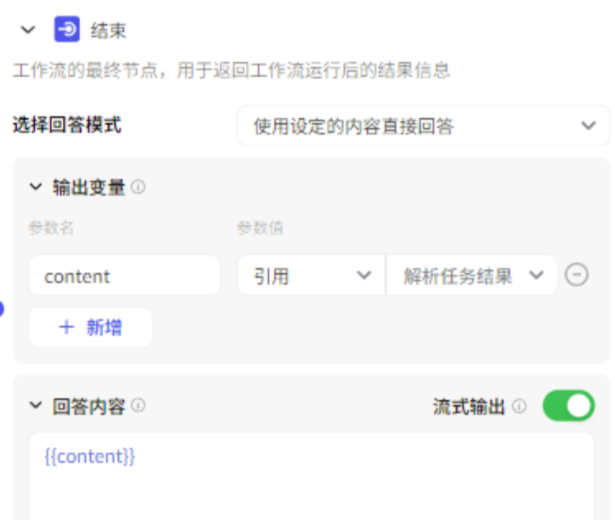 结束
工作流的最终节点，用于返回工作流运行后的结果信息
选择回答模式 使用设定的内容直接回答
输出变量
参数名 参数值
content 引用 解析任务结果
+ 新增
回答内容 流式输出
{{content}}